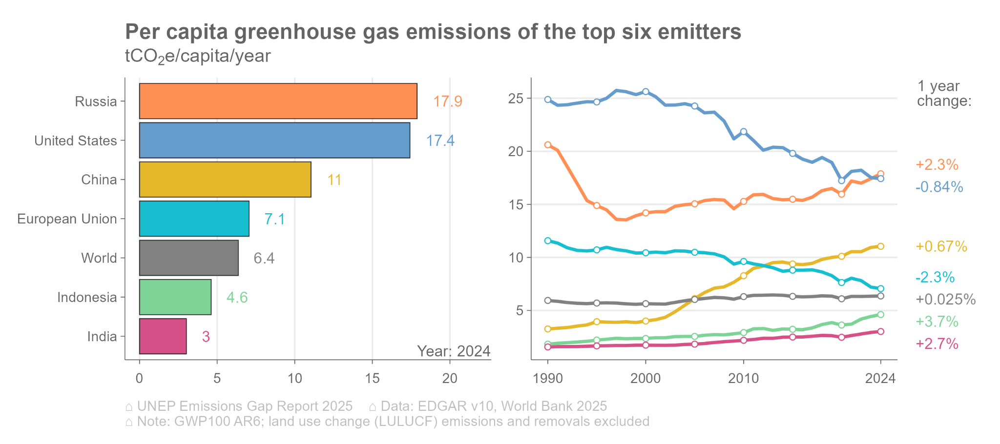 Per capita greenhouse gas emissions of the top six emitters
tCO₂e/capita/year
Russia
17.9
United States
17.4
China
11
European Union
7.1
World
6.4
Indonesia
4.6
India
3
Year: 2024
0 5 10 15 20
25
20
15
10
5
1990 2000 2010 2024
1 year
change:
+2.3%
-0.84%
+0.67%
-2.3%
+0.025%
+3.7%
+2.7%
⌂ UNEP Emissions Gap Report 2025 ⌂ Data: EDGAR v10, World Bank 2025
⌂ Note: GWP100 AR6; land use change (LULUCF) emissions and removals excluded